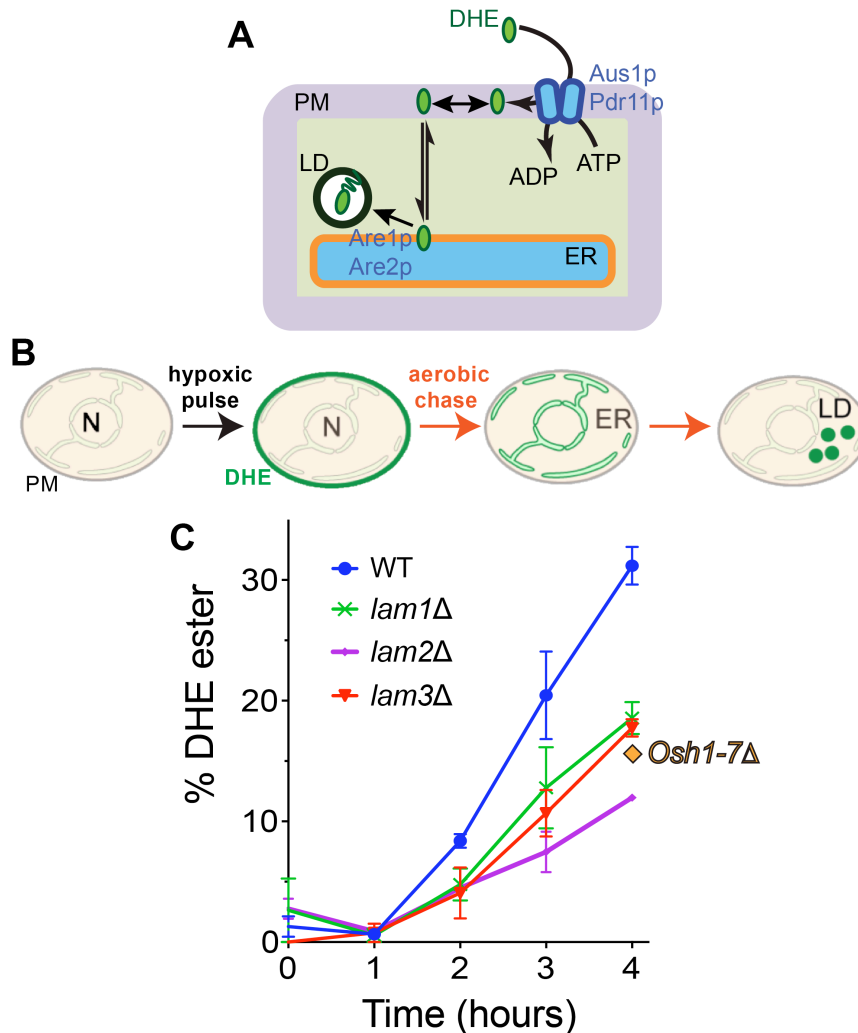 A
DHE
Aus1p
Pdr11p
PM
LD
ADP
ATP
Are1p
Are2p
ER
B
N
hypoxic
pulse
N
aerobic
chase
ER
LD
PM
DHE
C
WT
lam1Δ
lam2Δ
lam3Δ
Osh1-7Δ
% DHE ester
30
20
10
0
0 1 2 3 4
Time (hours)